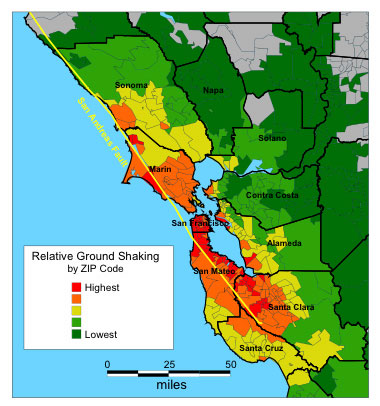 Sonoma
Napa
San Andreas Fault
Solano
Marin
Contra Costa
San Francisco
Alameda
San Mateo
Santa Clara
Santa Cruz
Relative Ground Shaking
by ZIP Code
Highest
Lowest
0 25 50
miles